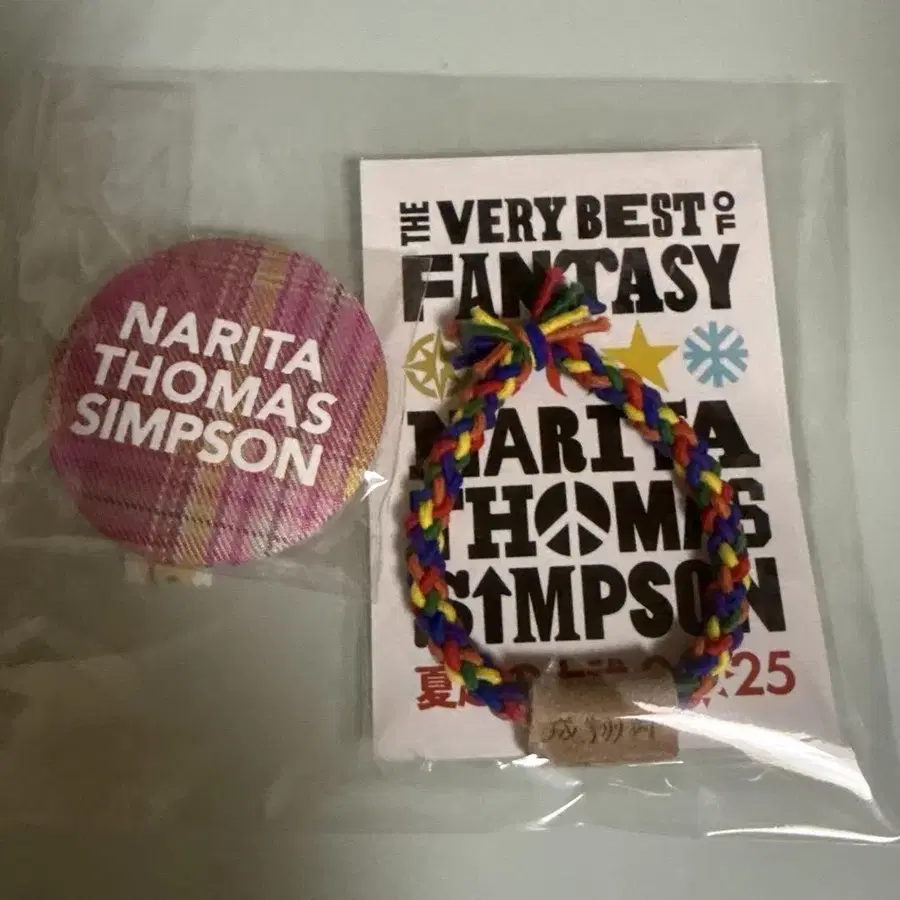 NARITA
THOMAS
SIMPSON
THE VERY BEST OF
FANTASY
NARITA
THOMAS
SIMPSON
夏
25